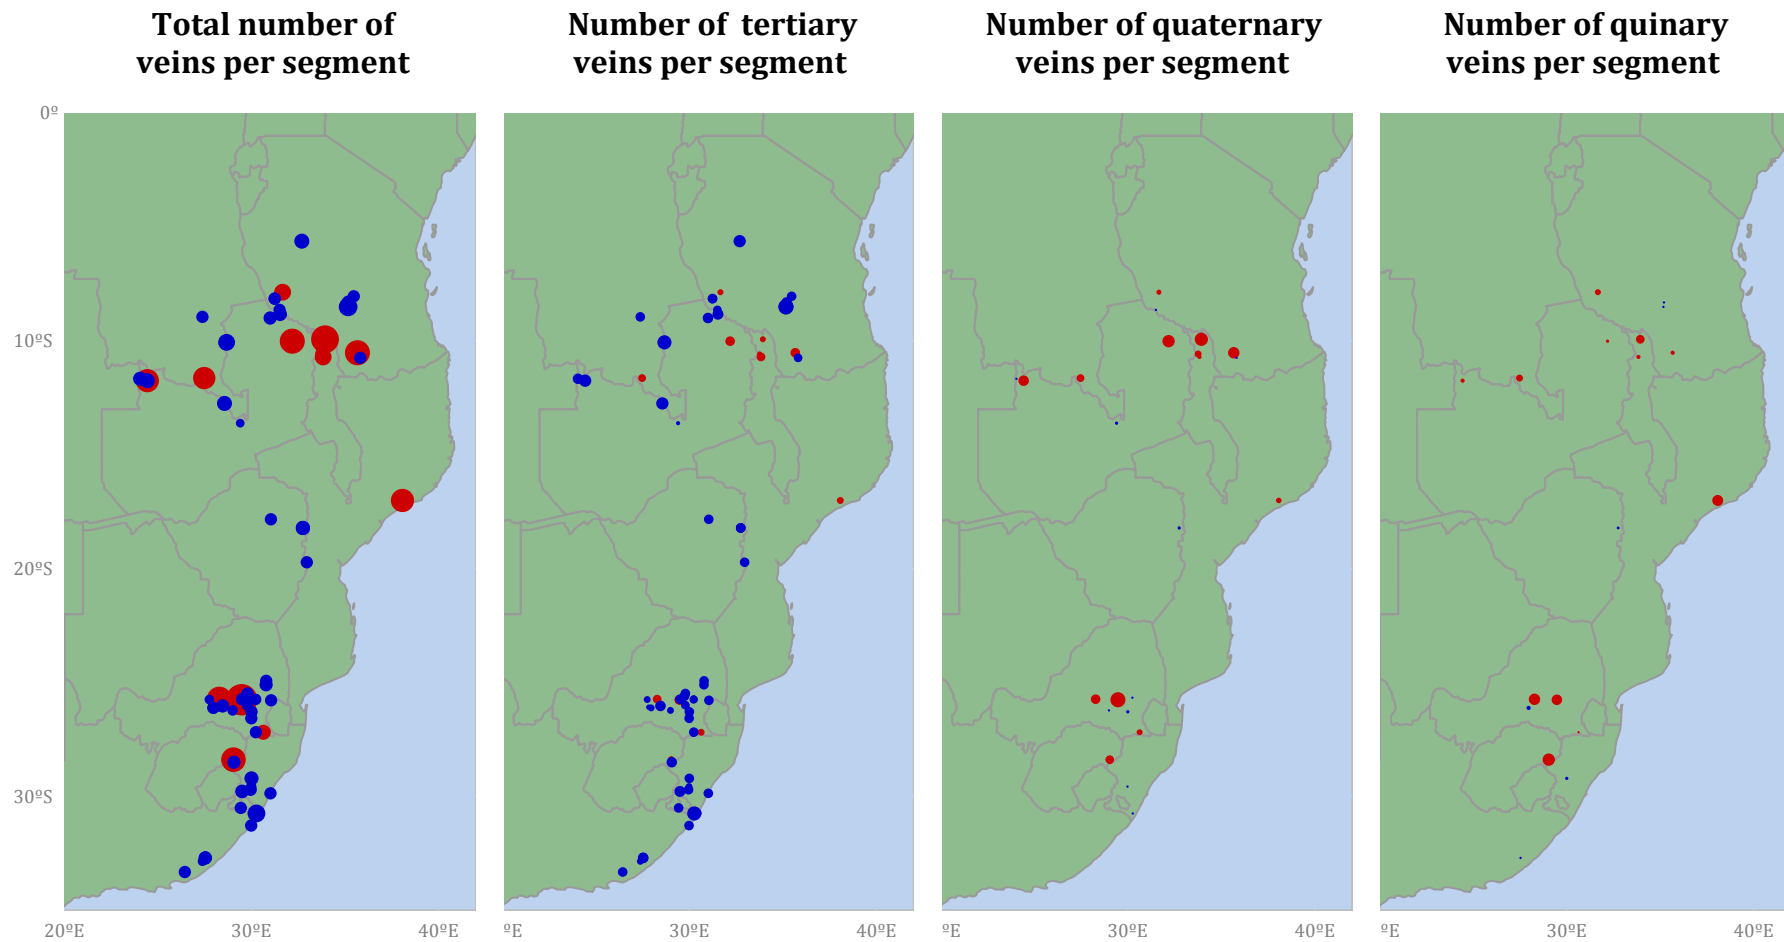 Total number of
veins per segment
Number of tertiary
veins per segment
Number of quaternary
veins per segment
Number of quinary
veins per segment
0º
10ºS
20ºS
30ºS
20ºE
30ºE
40ºE
ºE
30ºE
40ºE
ºE
30ºE
40ºE
ºE
30ºE
40ºE